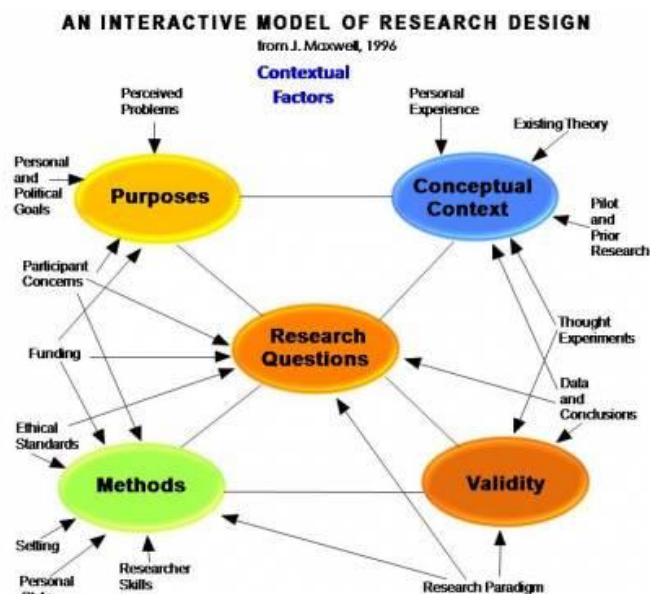 AN INTERACTIVE MODEL OF RESEARCH DESIGN
from J. Maxwell, 1996
Contextual
Factors
Perceived
Problems
Personal
Experience
Existing Theory
Personal
and
Political
Goals
Purposes
Conceptual
Context
Pilot
and
Prior
Research
Participant
Concerns
Research
Questions
Thought
Experiments
Funding
Data
and
Conclusions
Ethical
Standards
Methods
Validity
Setting
Researcher
Skills
Personal
Research Paradigm